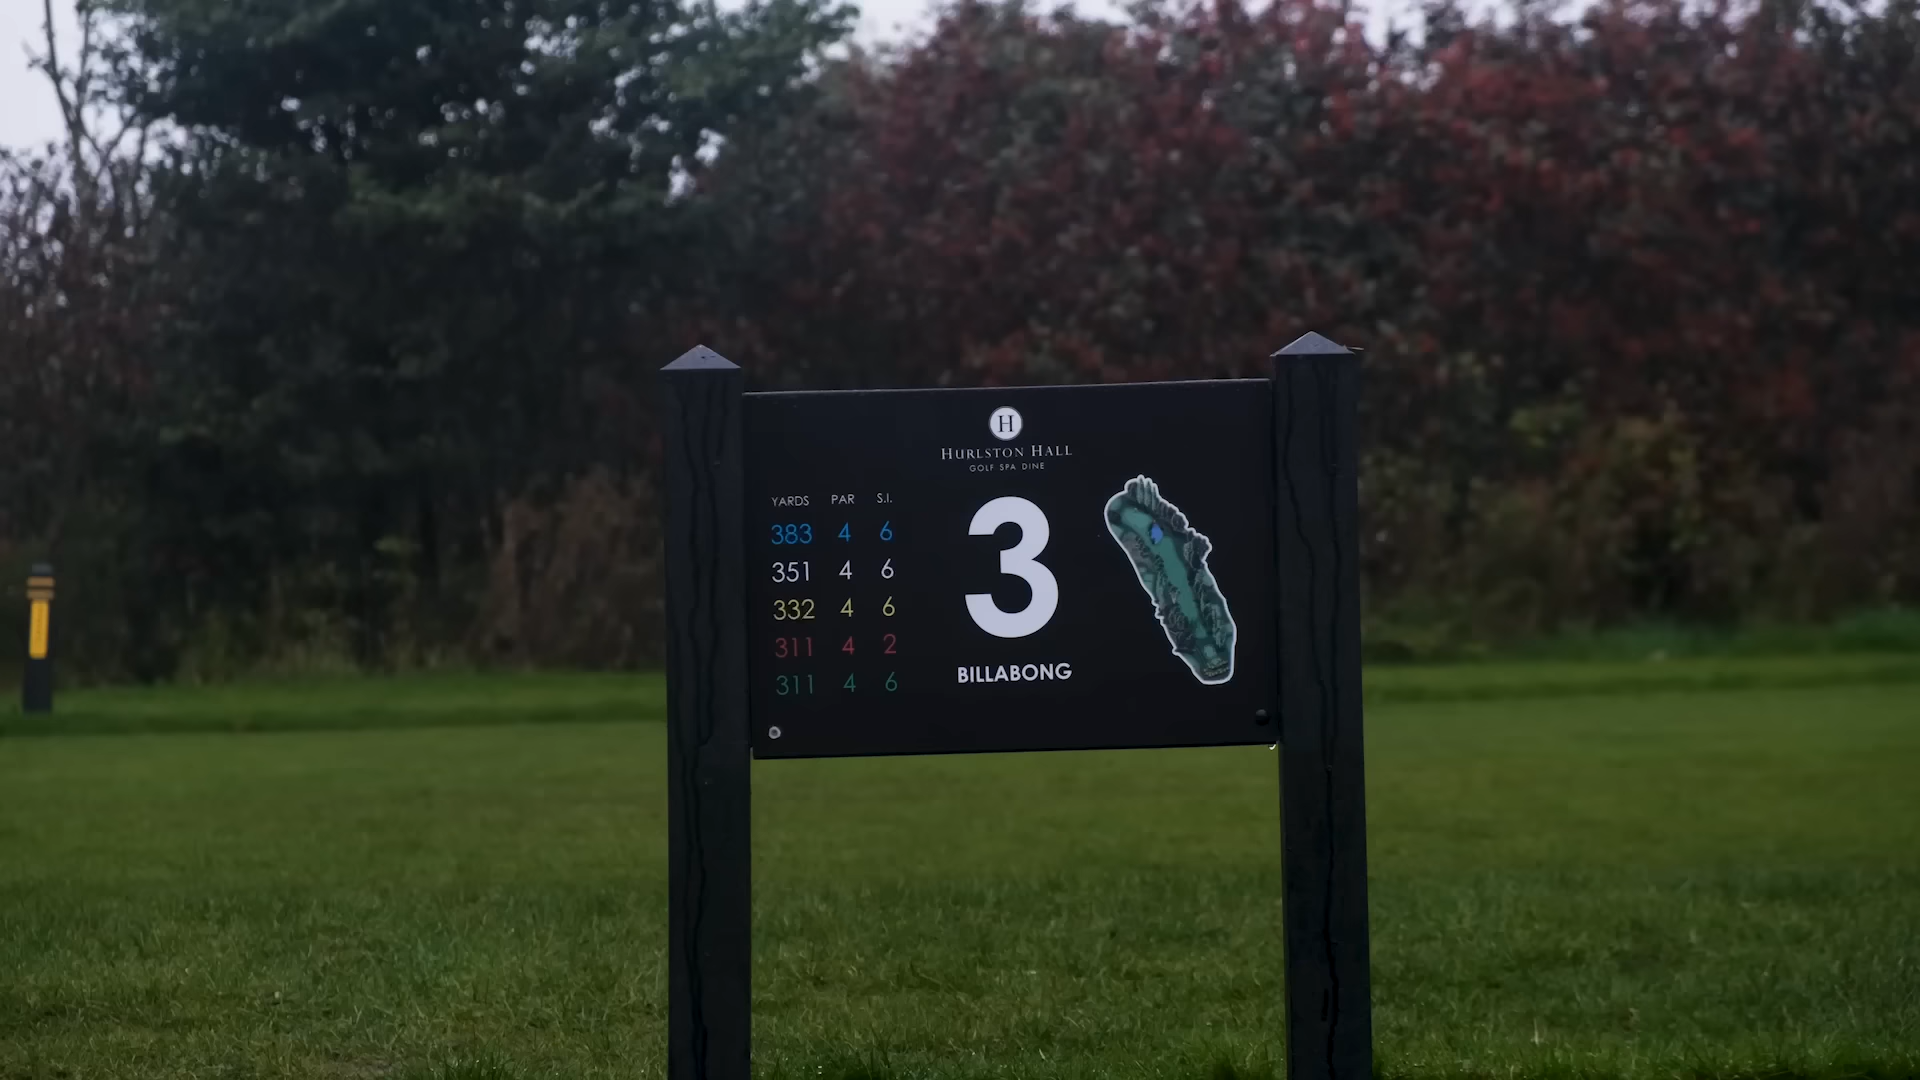 H
HURLSTON HALL
GOLF SPA DINE
YARDS PAR S.I.
383 4 6
351 4 6
332 4 6
311 4 2
311 4 6
3
BILLABONG